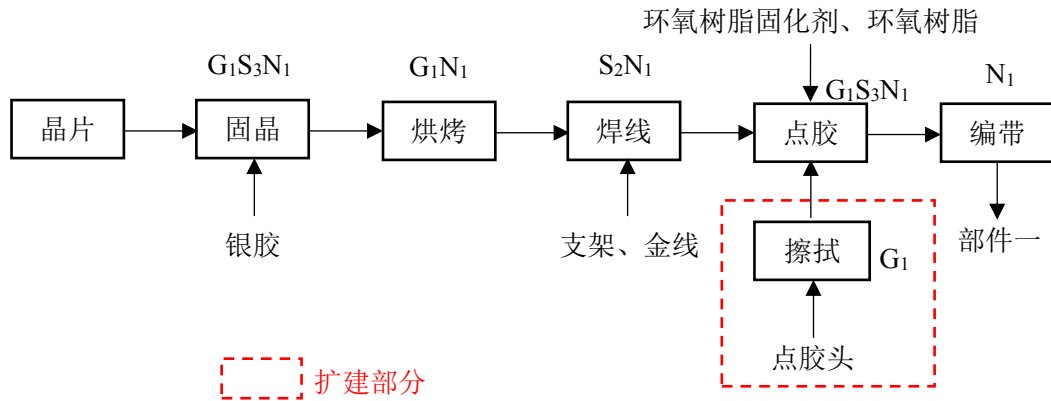 环氧树脂固化剂、环氧树脂
G₁S₃N₁
G₁N₁
S₂N₁
G₁S₃N₁
N₁
晶片
固晶
烘烤
焊线
点胶
编带
银胶
支架、金线
擦拭
G₁
部件一
点胶头
扩建部分